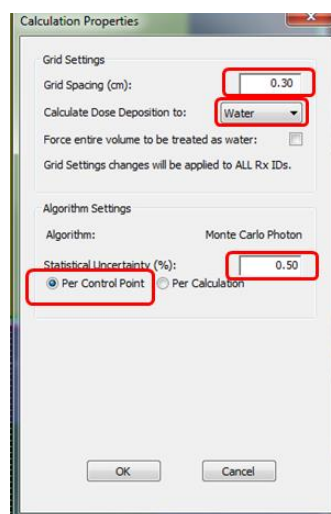 Calculation Properties
Grid Settings
Grid Spacing (cm): 0.30
Calculate Dose Deposition to: Water
Force entire volume to be treated as water:
Grid Settings changes will be applied to ALL Rx IDs.
Algorithm Settings
Algorithm: Monte Carlo Photon
Statistical Uncertainty (%): 0.50
Per Control Point Per Calculation
OK Cancel